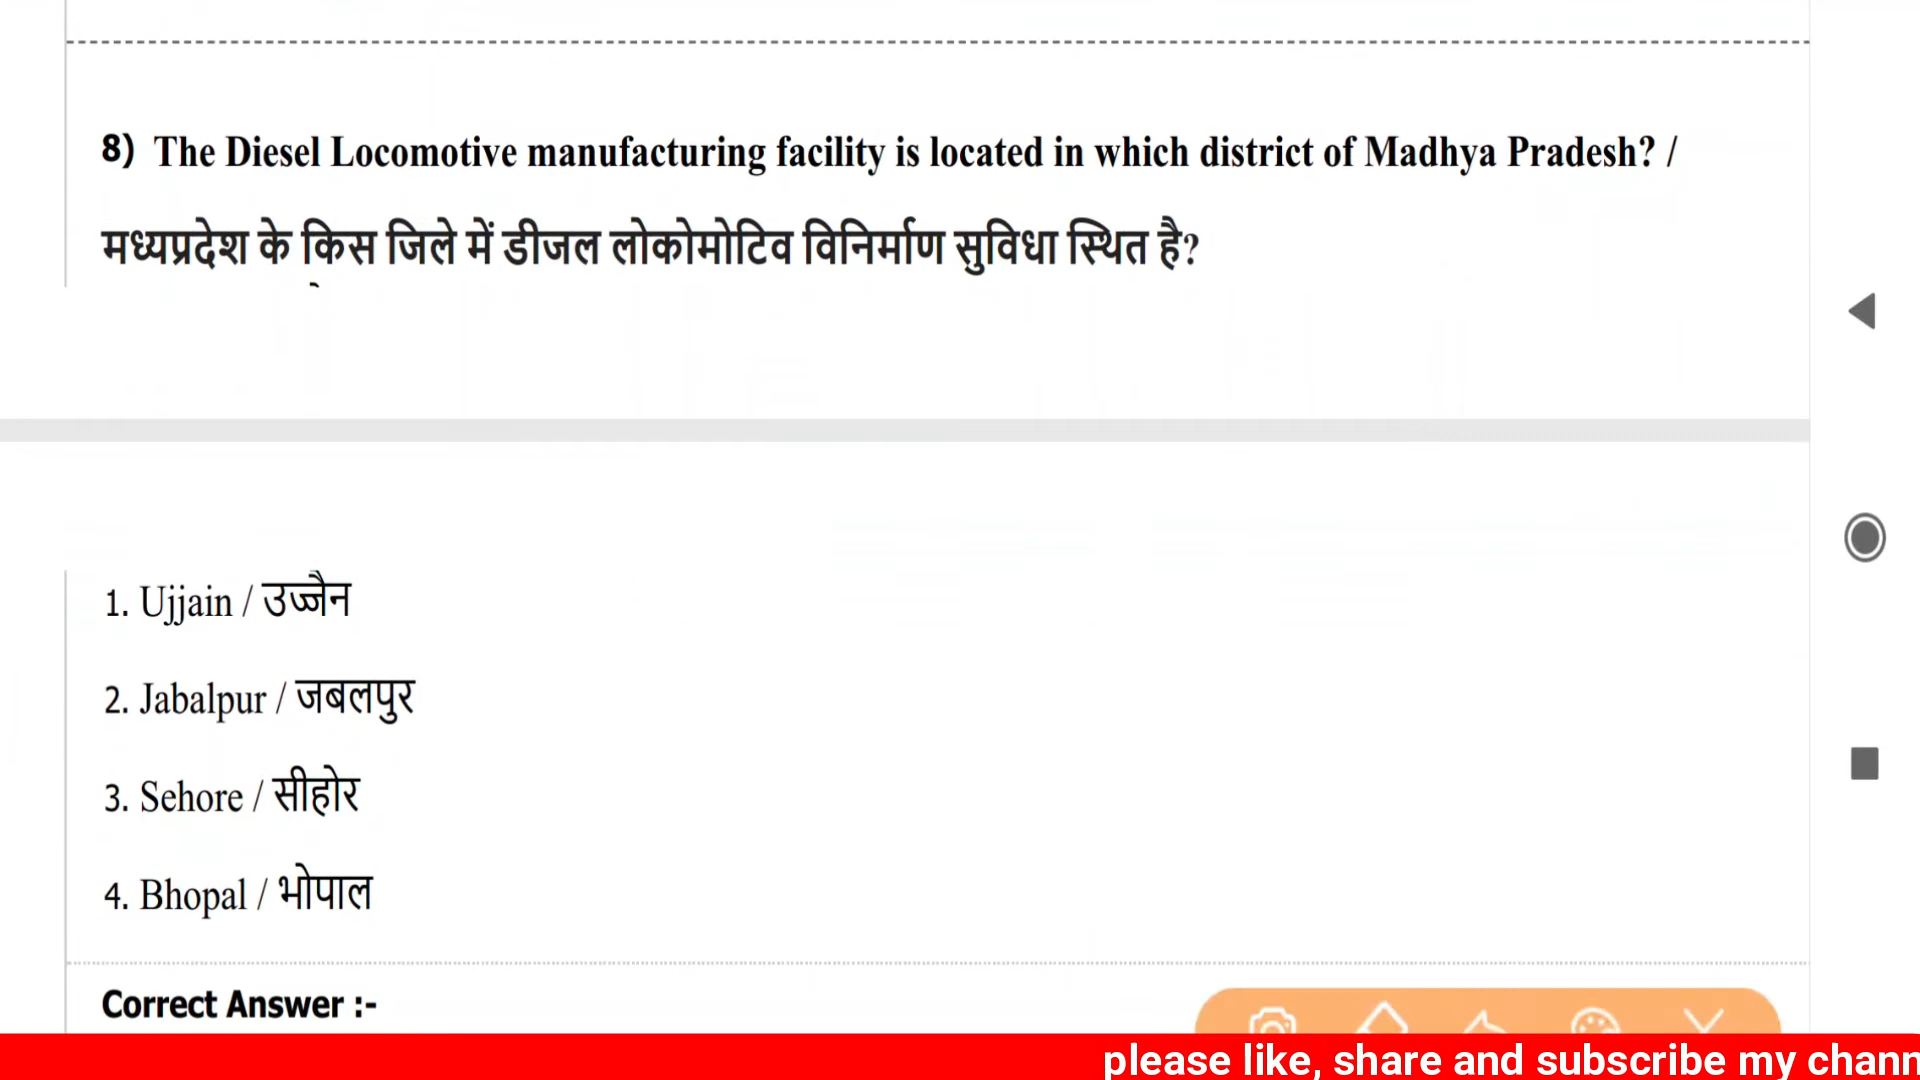 8) The Diesel Locomotive manufacturing facility is located in which district of Madhya Pradesh? /
मध्यप्रदेश के किस जिले में डीजल लोकोमोटिव विनिर्माण सुविधा स्थित है?
1. Ujjain / उज्जैन
2. Jabalpur / जबलपुर
3. Sehore / सीहोर
4. Bhopal / भोपाल
Correct Answer :-
please like, share and subscribe my chann